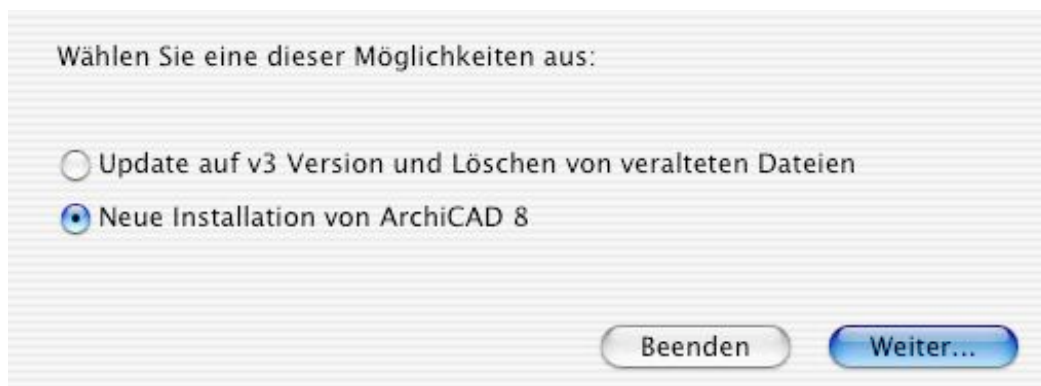 Wählen Sie eine dieser Möglichkeiten aus:
Update auf v3 Version und Löschen von veralteten Dateien
Neue Installation von ArchiCAD 8
Beenden Weiter...